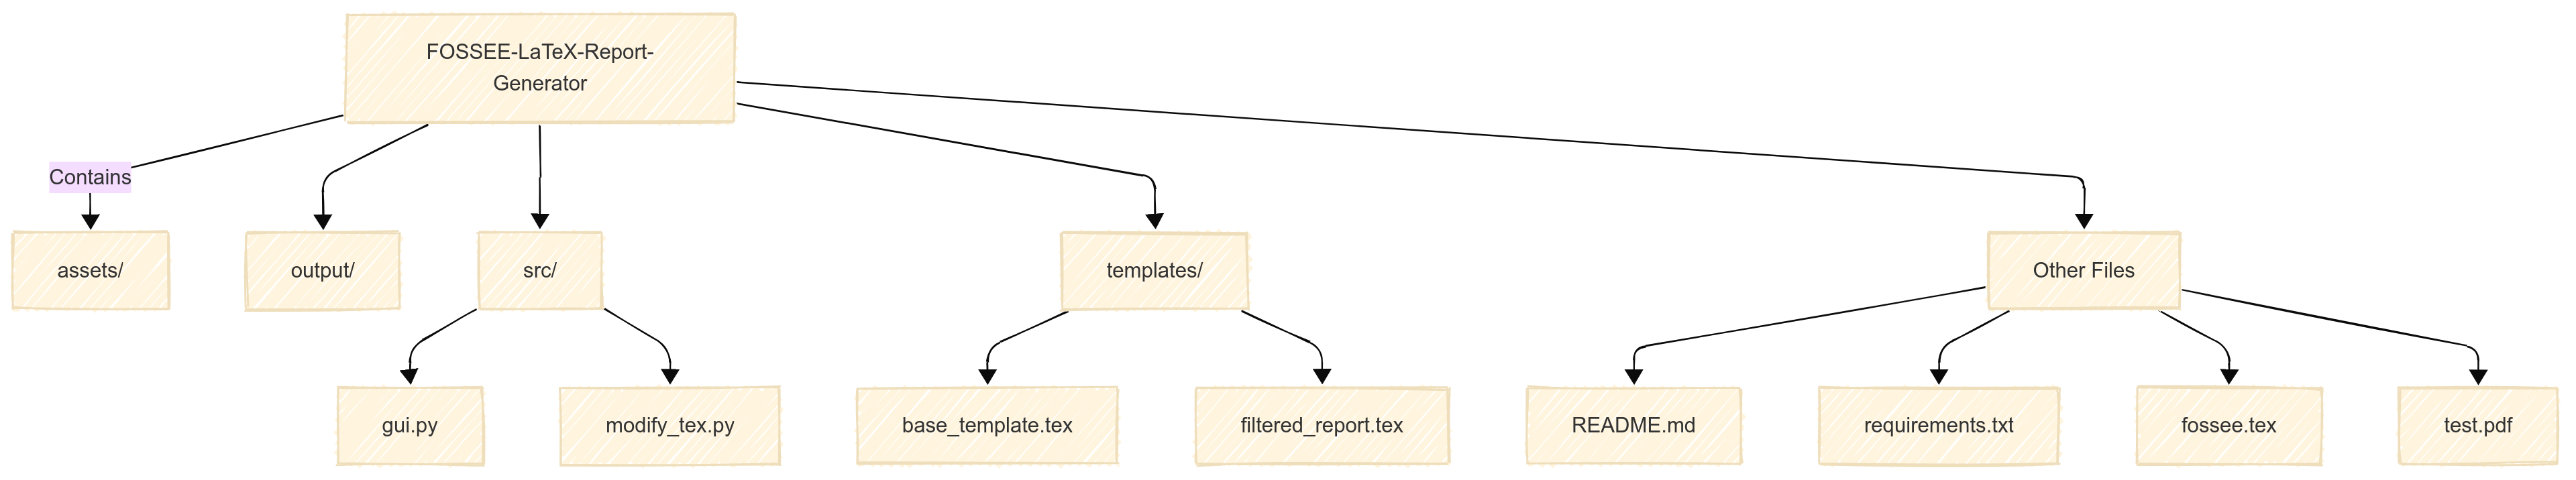 FOSSEE-LaTeX-Report-
Generator
Contains
assets/
output/
src/
templates/
Other Files
gui.py
modify_tex.py
base_template.tex
filtered_report.tex
README.md
requirements.txt
fossee.tex
test.pdf